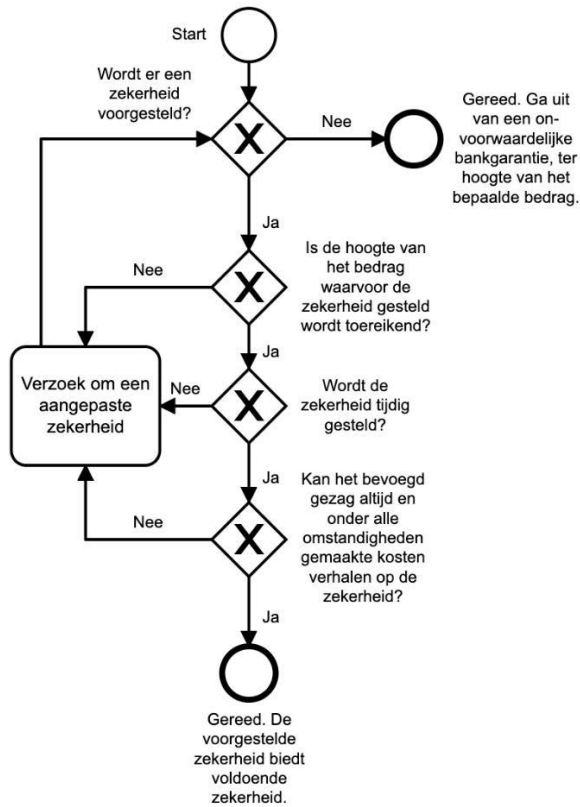 Start
Wordt er een
zekerheid
voorgesteld?
X
Nee
Gereed. Ga uit
van een on-
voorwaardelijke
bankgarantie, ter
hoogte van het
bepaalde bedrag.
Ja
Is de hoogte van
het bedrag
waarvoor de
zekerheid gesteld
wordt toereikend?
X
Nee
Ja
Verzoek om een
aangepaste
zekerheid
Nee
X
Wordt de
zekerheid tijdig
gesteld?
Ja
Kan het bevoegd
gezag altijd en
onder alle
omstandigheden
gemaakte kosten
verhalen op de
zekerheid?
Nee
X
Ja
Gereed. De
voorgestelde
zekerheid biedt
voldoende
zekerheid.